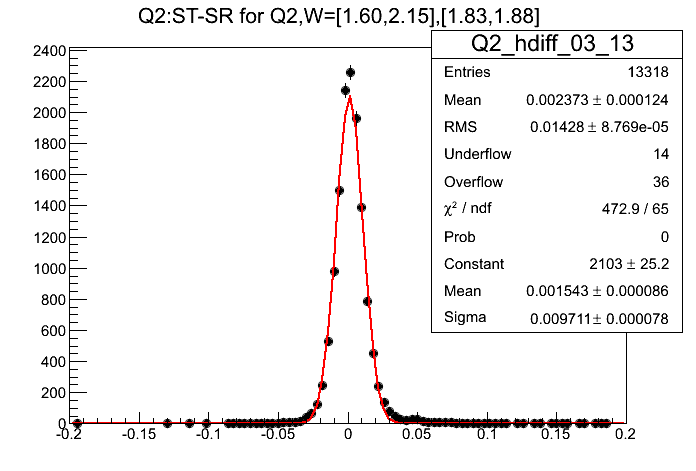 Q2:ST-SR for Q2,W=[1.60,2.15],[1.83,1.88]
Q2_hdiff_03_13
Entries 13318
Mean 0.002373 ± 0.000124
RMS 0.01428 ± 8.769e-05
Underflow 14
Overflow 36
χ² / ndf 472.9 / 65
Prob 0
Constant 2103 ± 25.2
Mean 0.001543 ± 0.000086
Sigma 0.009711 ± 0.000078
2400
2200
2000
1800
1600
1400
1200
1000
800
600
400
200
0
-0.2 -0.15 -0.1 -0.05 0 0.05 0.1 0.15 0.2